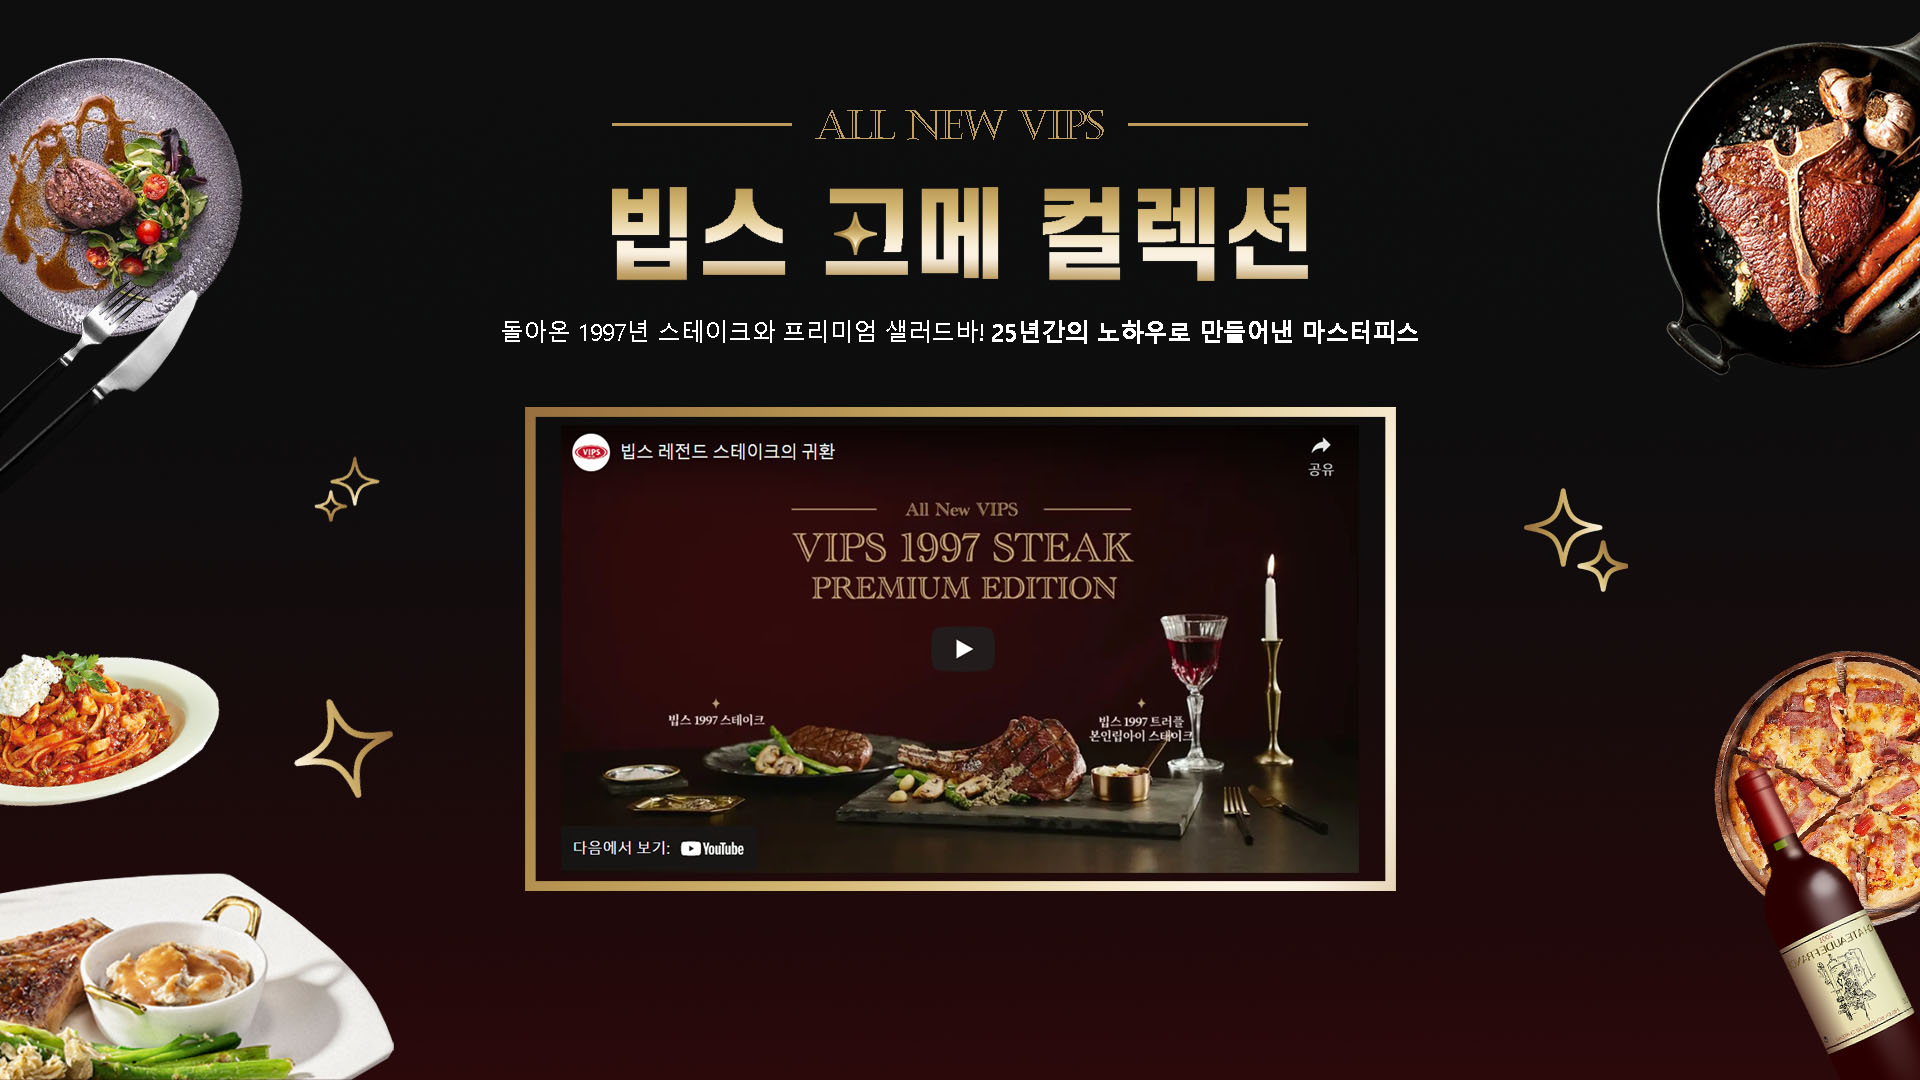 ALL NEW VIPS
빕스 고메 컬렉션
돌아온 1997년 스테이크와 프리미엄 샐러드바! 25년간의 노하우로 만들어낸 마스터피스
VIPS
빕스 레전드 스테이크의 귀환
공유
All New VIPS
VIPS 1997 STEAK
PREMIUM EDITION
빕스 1997 스테이크
빕스 1997 트러플
본인립아이 스테이크
다음에서 보기: YouTube